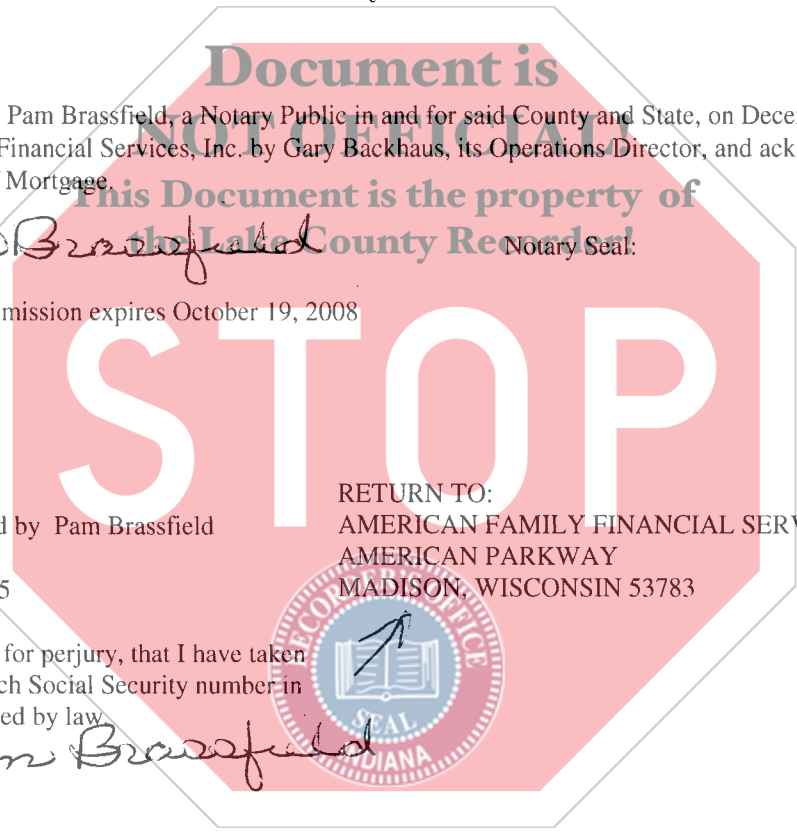 Document is
Pam Brassfield, a Notary Public in and for said County and State, on Dece
NOT OFFICIAL!
Financial Services, Inc. by Gary Backhaus, its Operations Director, and ack
Mortgage.
This Document is the property of
the Lake County Recorder!
Brassfield
Notary Seal:
mission expires October 19, 2008
STOP
RETURN TO:
d by Pam Brassfield
AMERICAN FAMILY FINANCIAL SERV
AMERICAN PARKWAY
5
MADISON, WISCONSIN 53783
RECORDER'S OFFICE
SEAL
INDIANA
for perjury, that I have taken
ch Social Security number in
ed by law.
m Brassfield